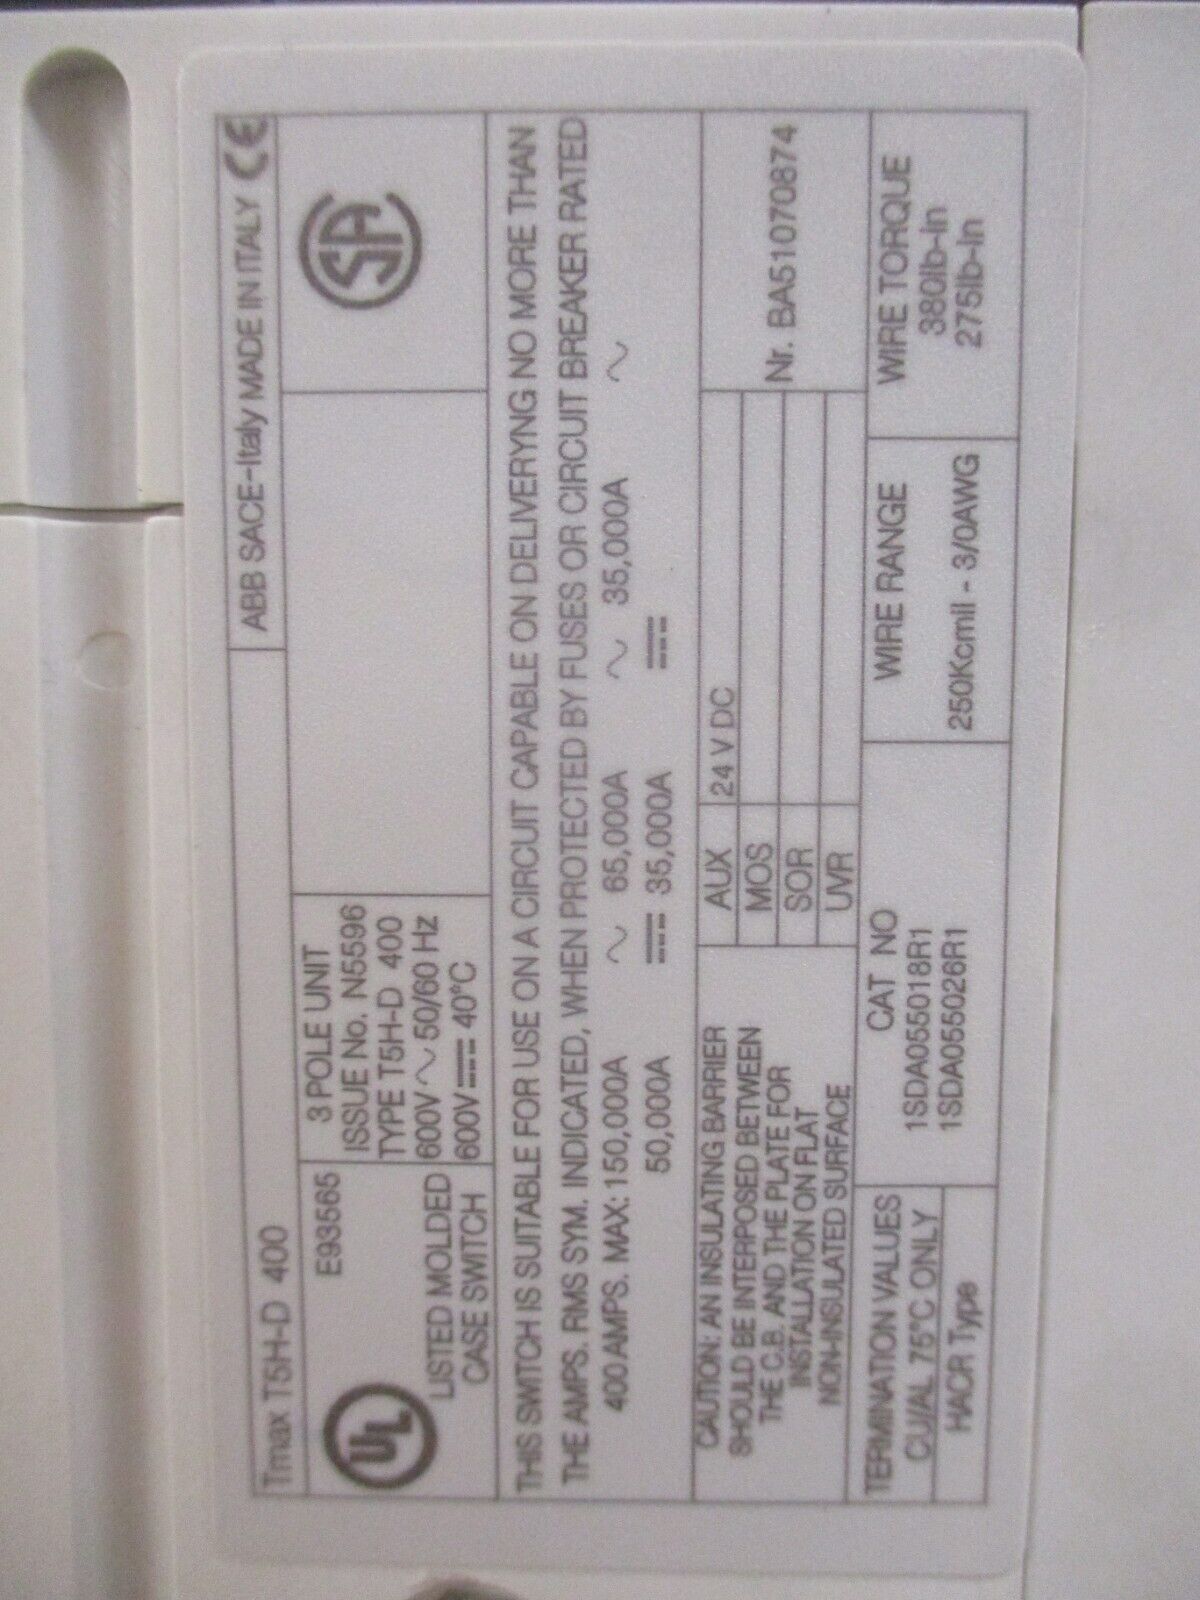 Tmax T5H-D 400
ABB SACE-Italy MADE IN ITALY CE
UL
E93565
LISTED MOLDED
CASE SWITCH
3 POLE UNIT
ISSUE No. N5596
TYPE T5H-D 400
600V ~ 50/60 Hz
600V ⎓ 40°C
SA
THIS SWITCH IS SUITABLE FOR USE ON A CIRCUIT CAPABLE ON DELIVERYNG NO MORE THAN
THE AMPS. RMS SYM. INDICATED, WHEN PROTECTED BY FUSES OR CIRCUIT BREAKER RATED
400 AMPS. MAX: 150,000A ~ 65,000A ~ 35,000A ~
50,000A ⎓ 35,000A ⎓
CAUTION: AN INSULATING BARRIER
SHOULD BE INTERPOSED BETWEEN
THE C.B. AND THE PLATE FOR
INSTALLATION ON FLAT
NON-INSULATED SURFACE
AUX 24 V DC
MOS
SOR
UVR
Nr. BA51070874
TERMINATION VALUES
CU/AL 75°C ONLY
HACR Type
CAT NO
1SDA055018R1
1SDA055026R1
WIRE RANGE
250Kcmil - 3/0AWG
WIRE TORQUE
380lb-in
275lb-in